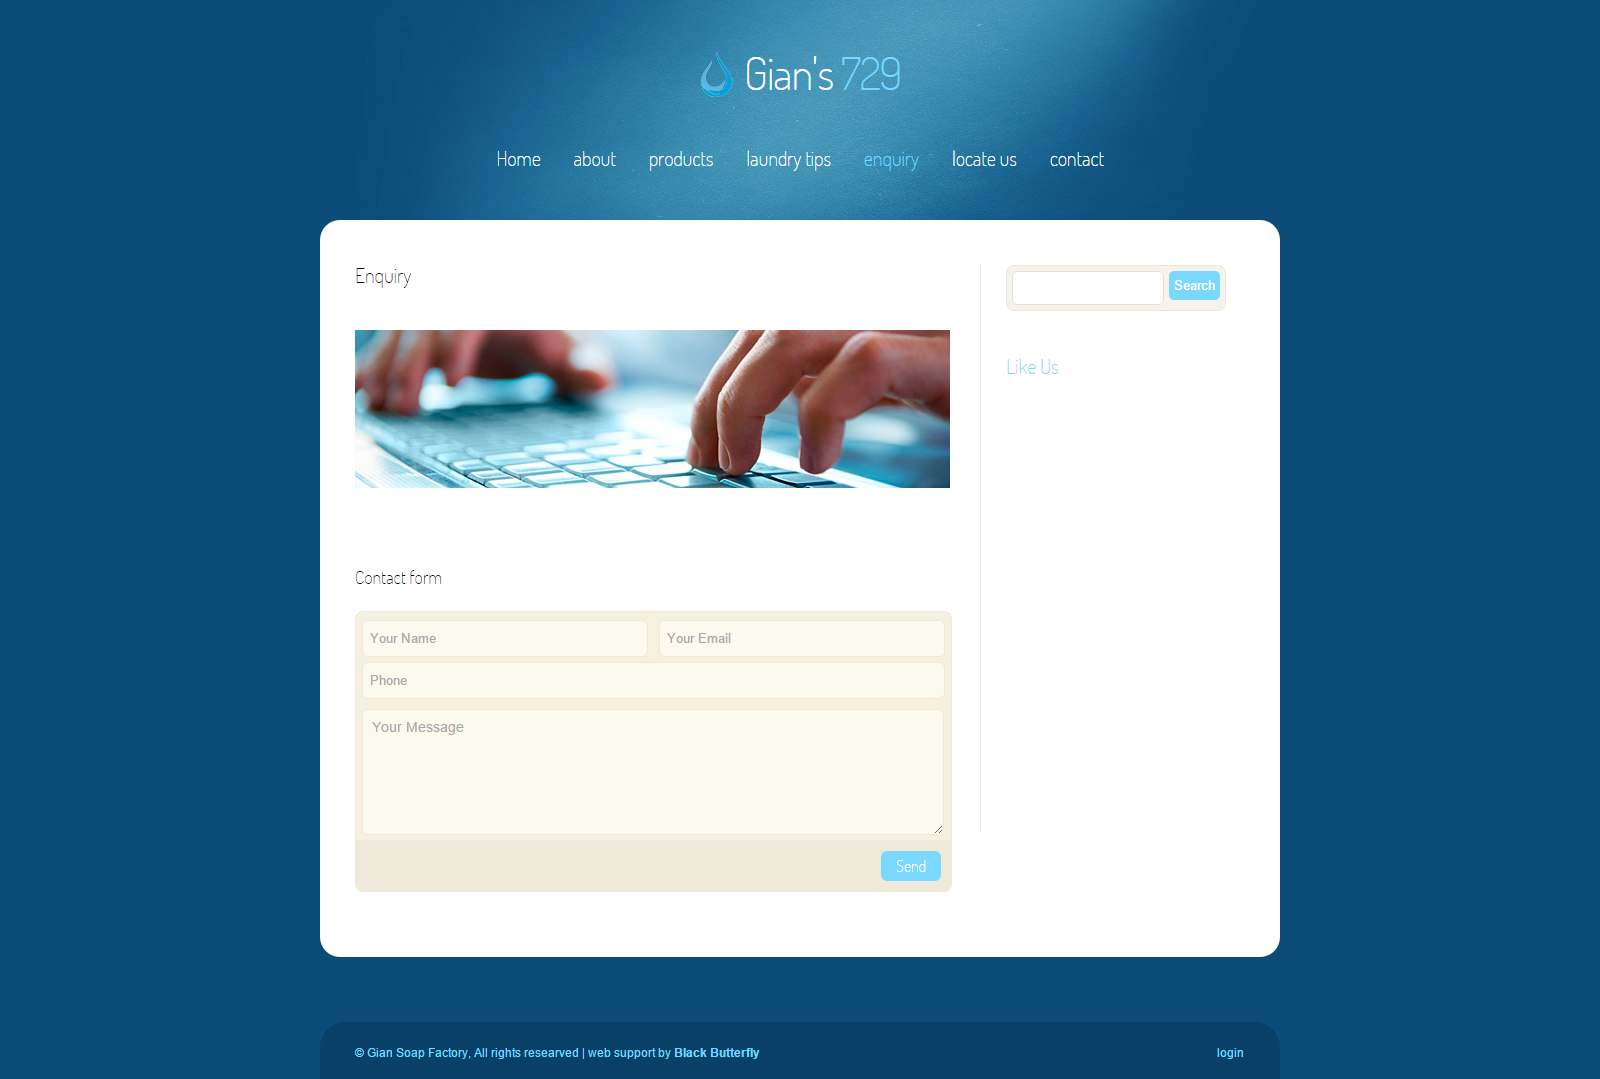 Gian's 729
Home about products laundry tips enquiry locate us contact
Enquiry
Search
Like Us
Contact form
Your Name Your Email
Phone
Your Message
Send
© Gian Soap Factory, All rights researved | web support by Black Butterfly login